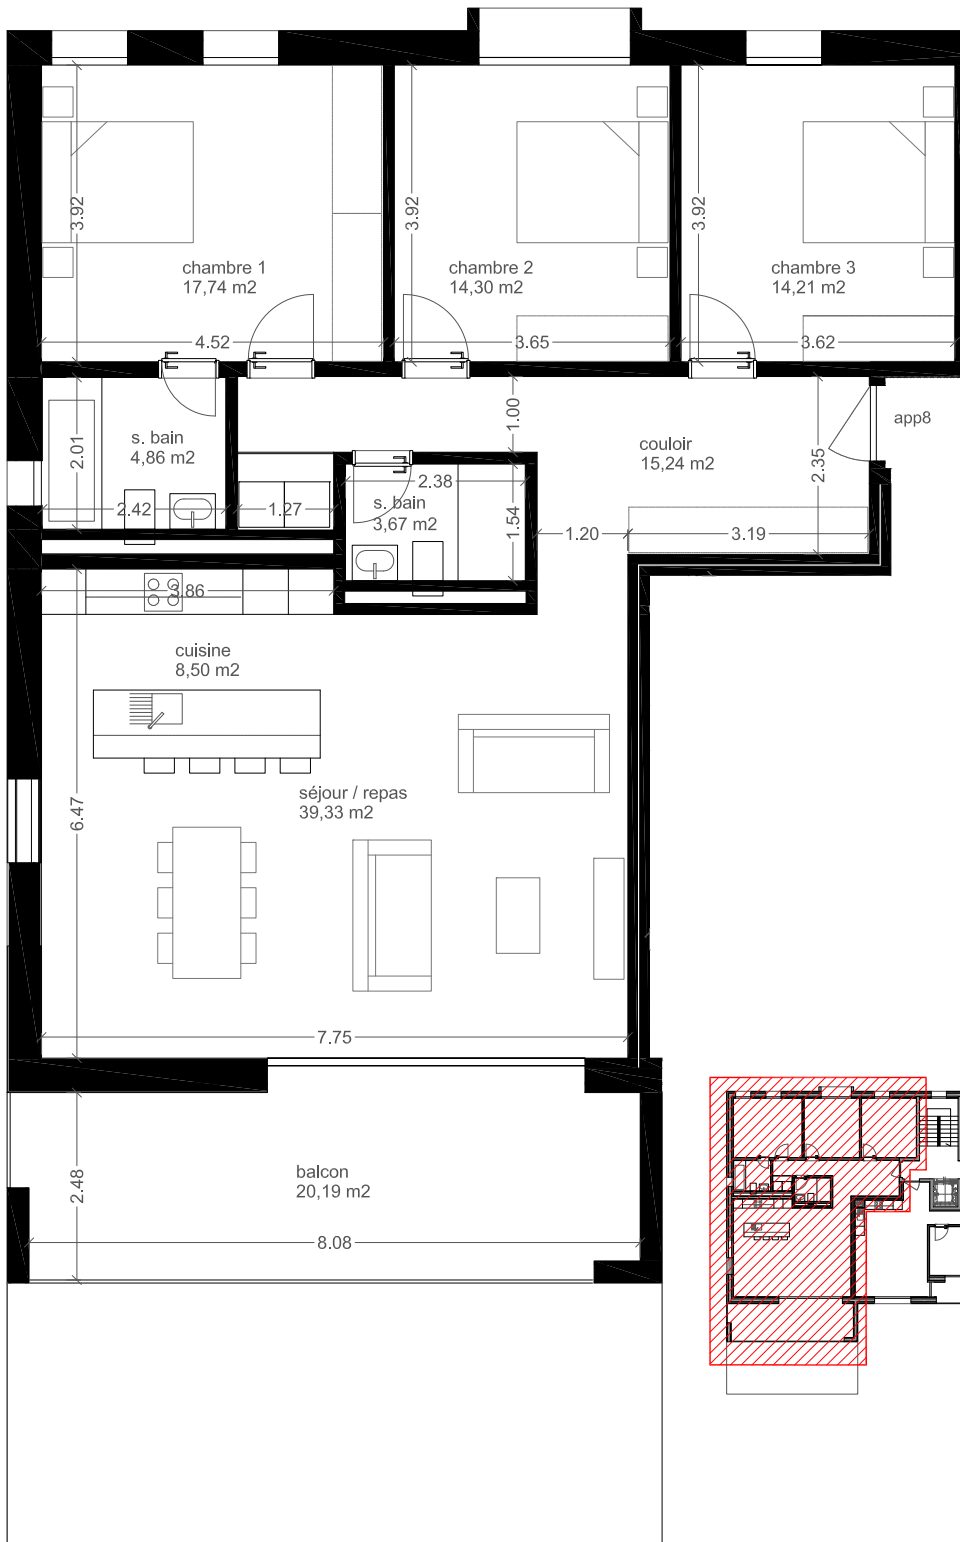 3.92
3.92
3.92
chambre 1
17,74 m2
chambre 2
14,30 m2
chambre 3
14,21 m2
4.52
3.65
3.62
2.01
s. bain
4,86 m2
1.00
couloir
15,24 m2
2.35
app8
2.42
1.27
2.38
s. bain
3,67 m2
1.54
1.20
3.19
3.86
cuisine
8,50 m2
6.47
séjour / repas
39,33 m2
7.75
2.48
balcon
20,19 m2
8.08